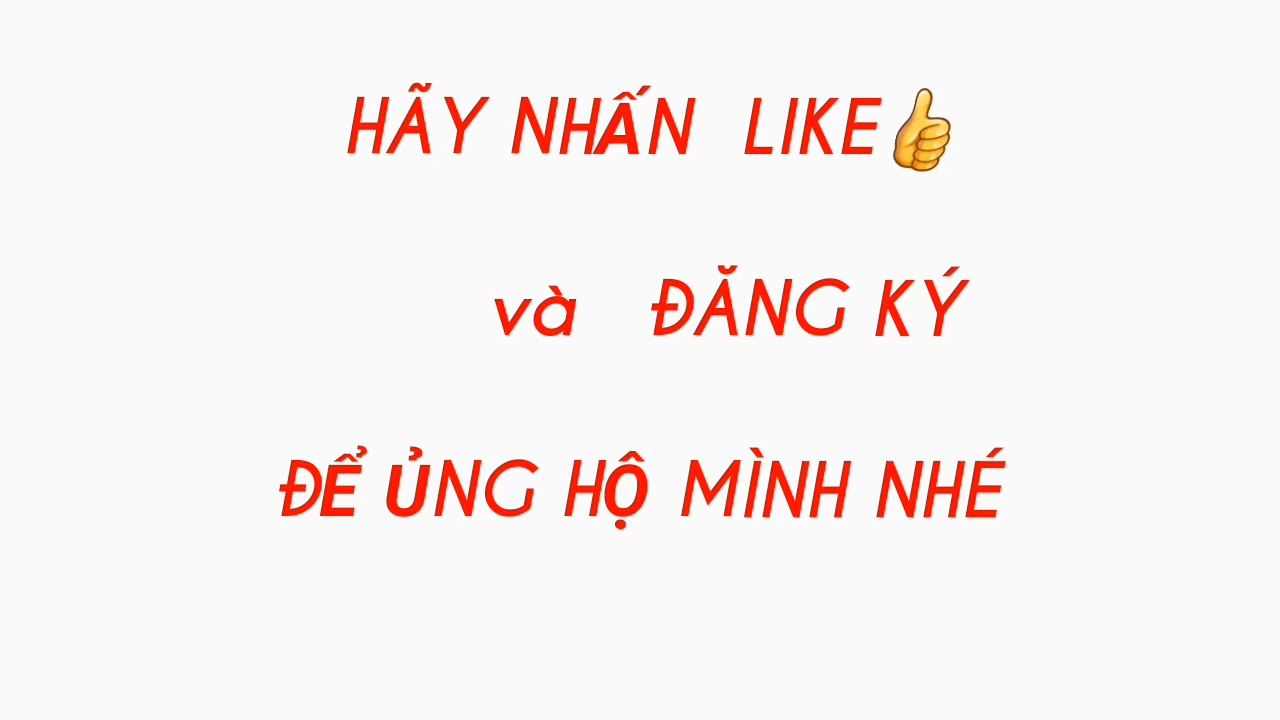 HÃY NHẤN LIKE👍
và ĐĂNG KÝ
ĐỂ ỦNG HỘ MÌNH NHÉ